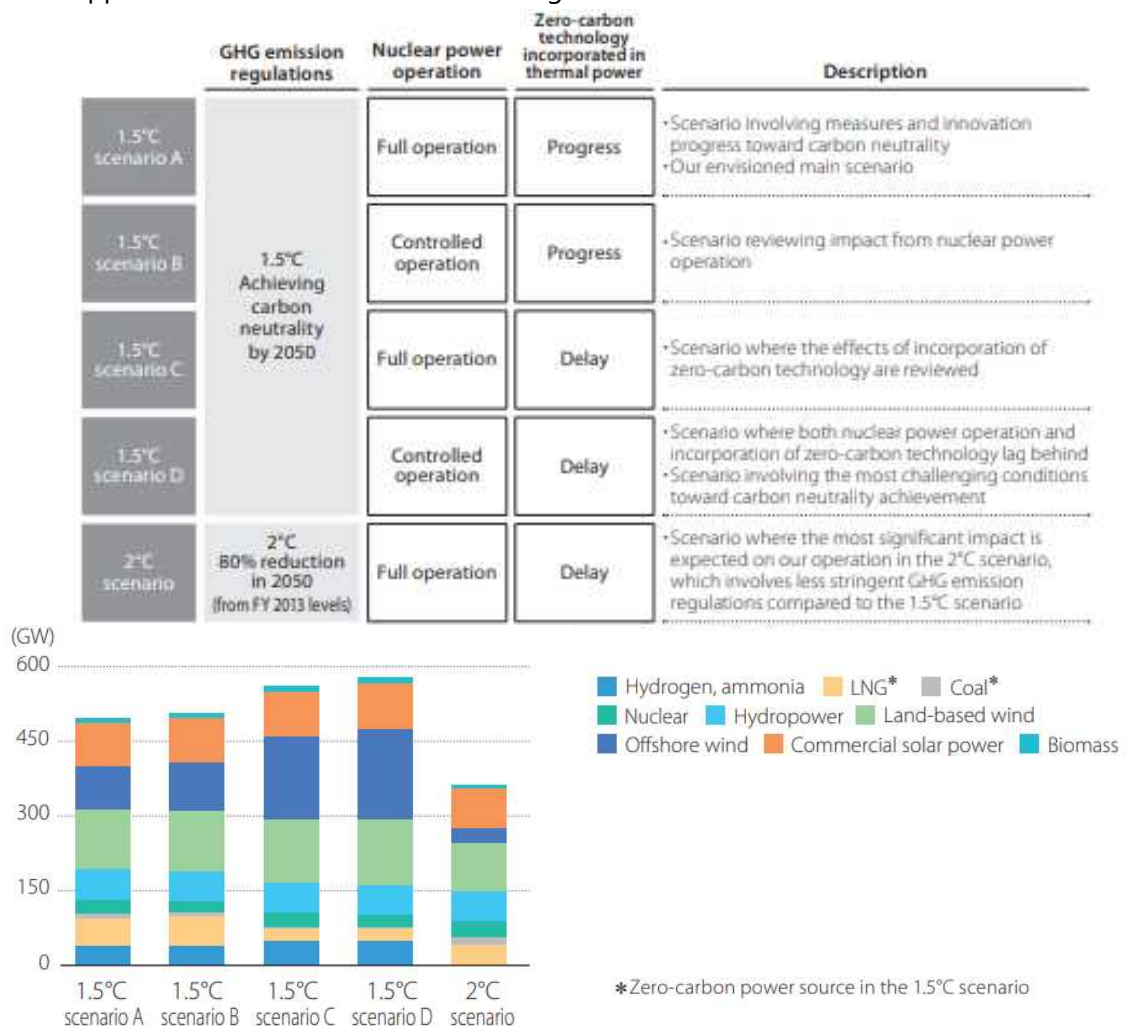 GHG emission
regulations
Nuclear power
operation
Zero-carbon
technology
incorporated in
thermal power
Description
1.5°C
scenario A
1.5°C
Achieving
carbon
neutrality
by 2050
Full operation
Progress
•Scenario involving measures and innovation
progress toward carbon neutrality
•Our envisioned main scenario
1.5°C
scenario B
Controlled
operation
Progress
•Scenario reviewing impact from nuclear power
operation
1.5°C
scenario C
Full operation
Delay
•Scenario where the effects of incorporation of
zero-carbon technology are reviewed
1.5°C
scenario D
Controlled
operation
Delay
•Scenario where both nuclear power operation and
incorporation of zero-carbon technology lag behind
•Scenario involving the most challenging conditions
toward carbon neutrality achievement
2°C
scenario
2°C
80% reduction
in 2050
(from FY 2013 levels)
Full operation
Delay
•Scenario where the most significant impact is
expected on our operation in the 2°C scenario,
which involves less stringent GHG emission
regulations compared to the 1.5°C scenario
(GW)
600
450
300
150
0
1.5°C
scenario A
1.5°C
scenario B
1.5°C
scenario C
1.5°C
scenario D
2°C
scenario
Hydrogen, ammonia LNG* Coal*
Nuclear Hydropower Land-based wind
Offshore wind Commercial solar power Biomass
*Zero-carbon power source in the 1.5°C scenario